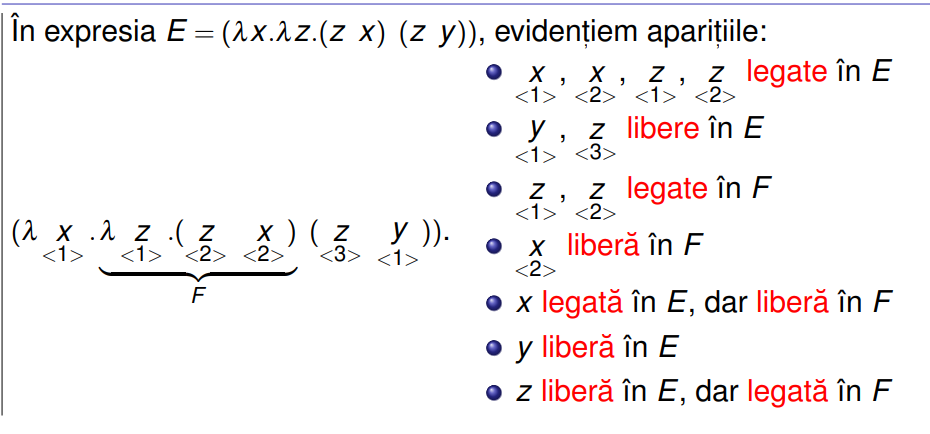 În expresia E = (λx.λz.(z x) (z y)), evidențiem aparițiile:
x , x , z , z legate în E
<1> <2> <1> <2>
y , z libere în E
<1> <3>
z , z legate în F
<1> <2>
(λ x .λ z .( z x ) ( z y )).
<1> <1> <2> <2> <3> <1>
F
x liberă în F
<2>
x legată în E, dar liberă în F
y liberă în E
z liberă în E, dar legată în F